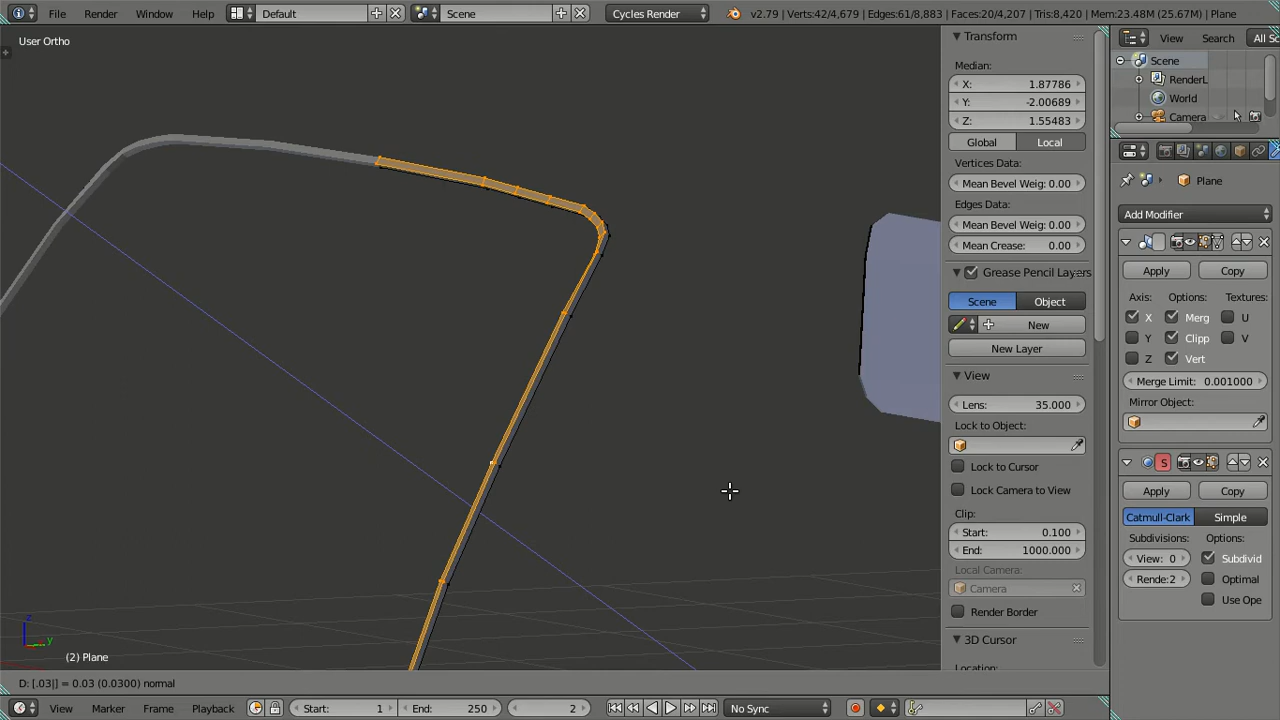 File Render Window Help Default Scene Cycles Render v2.79 | Verts:42/4,679 | Edges:61/8,883 | Faces:20/4,207 | Tris:8,420 | Mem:23.48M (25.67M) | Plane
User Ortho
Transform
Median:
X: 1.87786
Y: -2.00689
Z: 1.55483
Global Local
Vertices Data:
Mean Bevel Weig: 0.00
Edges Data:
Mean Bevel Weig: 0.00
Mean Crease: 0.00
Grease Pencil Layers
Scene Object
New
New Layer
View
Lens: 35.000
Lock to Object:
Lock to Cursor
Lock Camera to View
Clip:
Start: 0.100
End: 1000.000
Local Camera:
Camera
Render Border
3D Cursor
Location:
View Search All Sc
Scene
RenderL
World
Camera
Plane
Add Modifier
Apply Copy
Axis: Options: Textures:
X Merg U
Y Clipp V
Z Vert
Merge Limit: 0.001000
Mirror Object:
S
Apply Copy
Catmull-Clark Simple
Subdivisions: Options:
View: 0 Subdivid
Rende:2 Optimal
Use Ope
z
y
(2) Plane
D: [.03|] = 0.03 (0.0300) normal
View Marker Frame Playback Start: 1 End: 250 2 No Sync